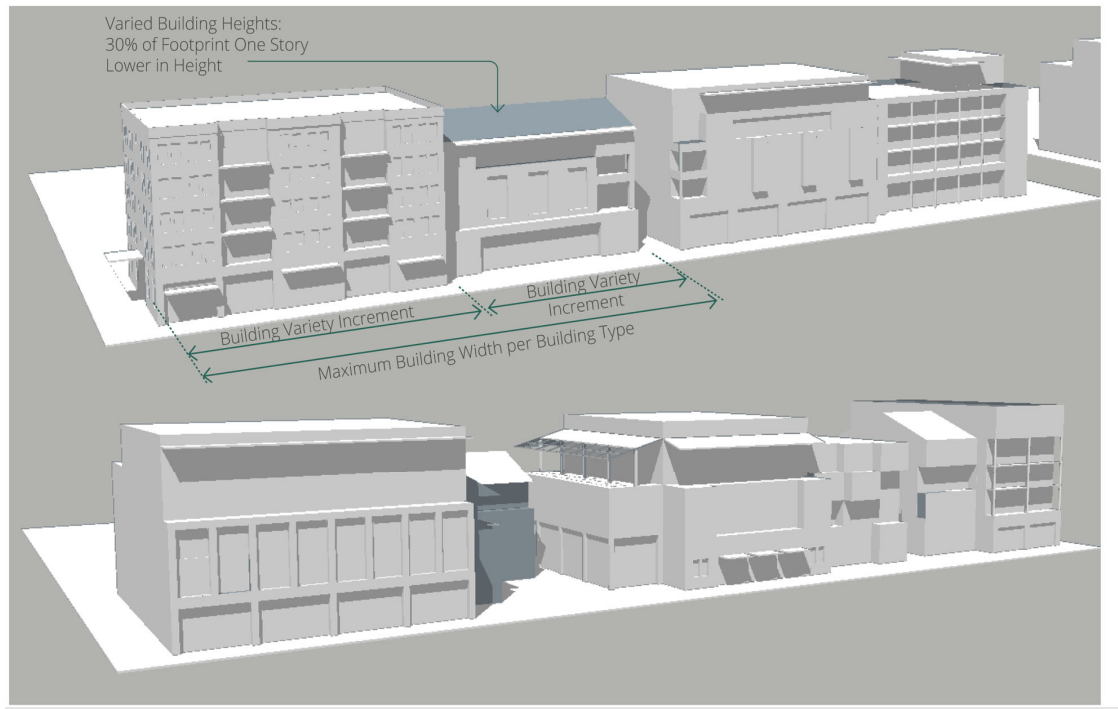 Varied Building Heights:
30% of Footprint One Story
Lower in Height
Building Variety Increment
Building Variety
Increment
Maximum Building Width per Building Type